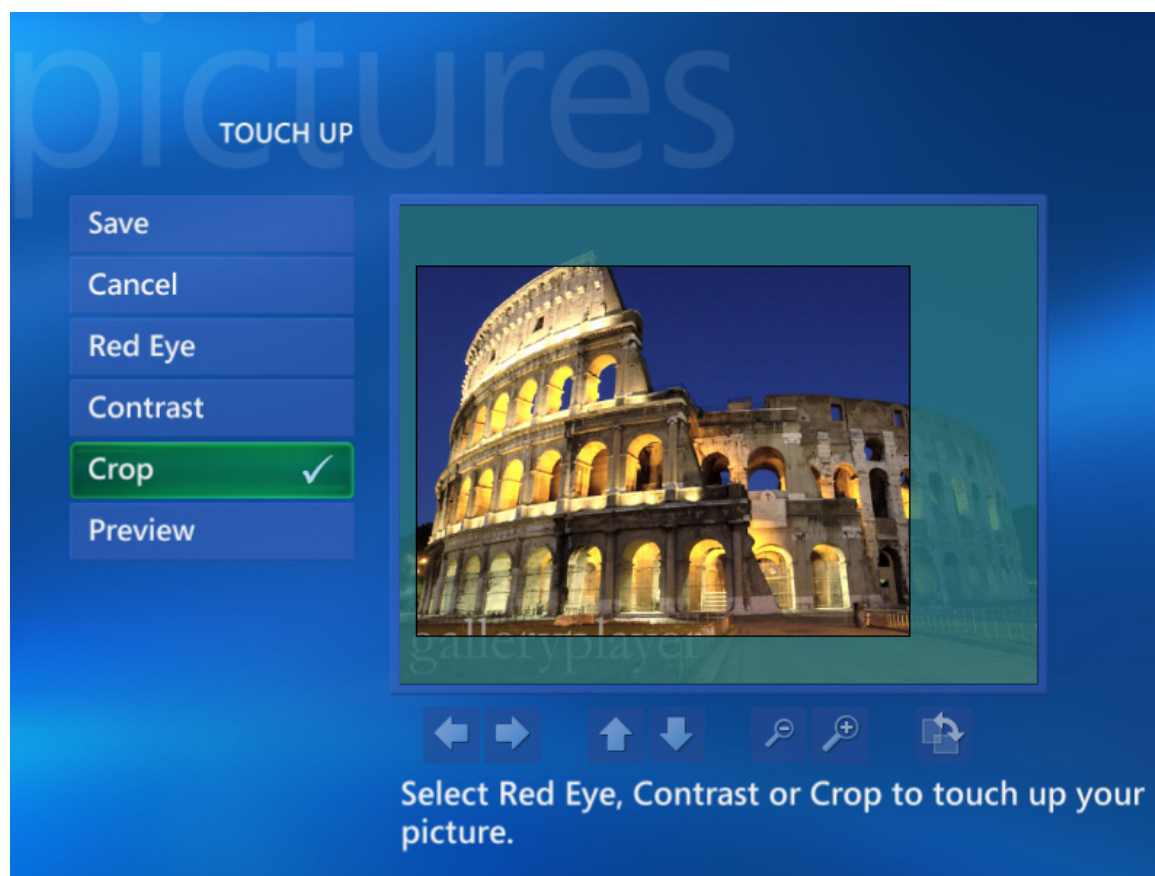 pictures
TOUCH UP
Save
Cancel
Red Eye
Contrast
Crop
Preview
galleryplayer
Select Red Eye, Contrast or Crop to touch up your
picture.